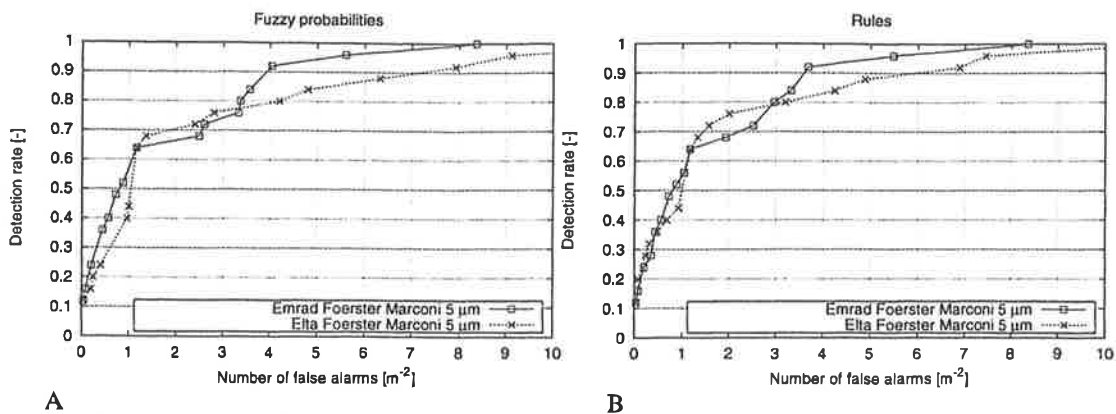 Fuzzy probabilities
1
0.9
0.8
0.7
0.6
0.5
0.4
0.3
0.2
0.1
0
Detection rate [-]
Emrad Foerster Marconi 5 µm
Elta Foerster Marconi 5 µm
0 1 2 3 4 5 6 7 8 9 10
Number of false alarms [m-2]
A
Rules
1
0.9
0.8
0.7
0.6
0.5
0.4
0.3
0.2
0.1
0
Detection rate [-]
Emrad Foerster Marconi 5 µm
Elta Foerster Marconi 5 µm
0 1 2 3 4 5 6 7 8 9 10
Number of false alarms [m-2]
B